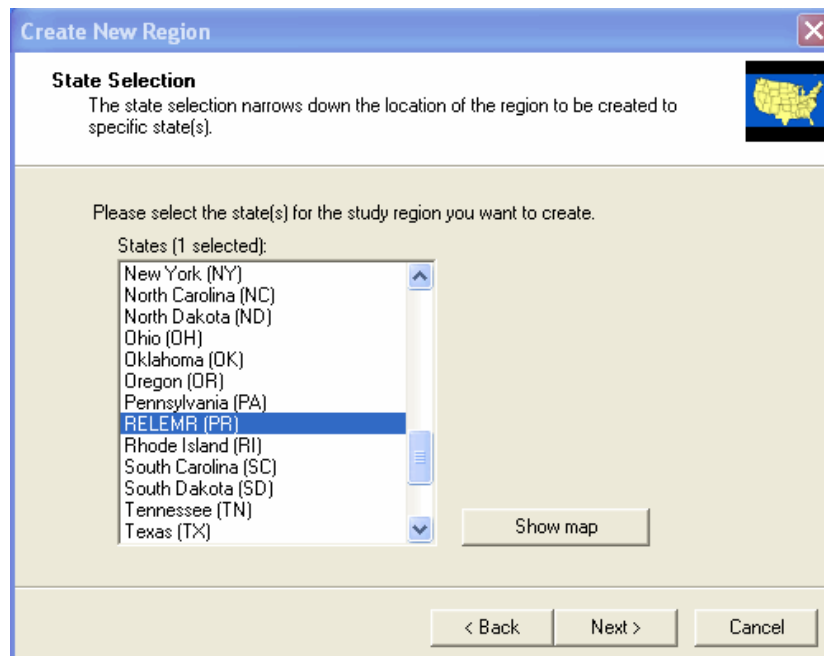 Create New Region
State Selection
The state selection narrows down the location of the region to be created to
specific state(s).
Please select the state(s) for the study region you want to create.
States (1 selected):
New York (NY)
North Carolina (NC)
North Dakota (ND)
Ohio (OH)
Oklahoma (OK)
Oregon (OR)
Pennsylvania (PA)
RELEMR (PR)
Rhode Island (RI)
South Carolina (SC)
South Dakota (SD)
Tennessee (TN)
Texas (TX)
Show map
< Back
Next >
Cancel